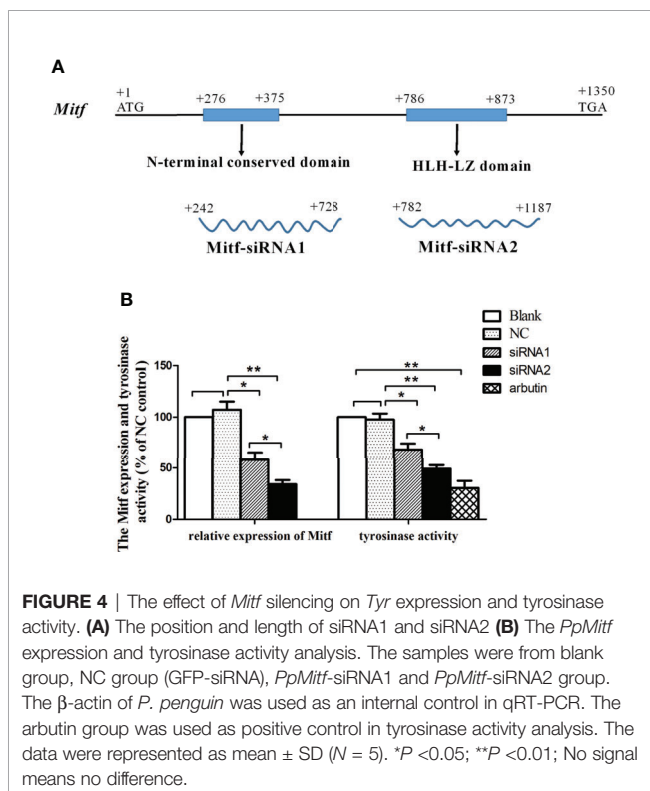 A
+1
ATG
+276
+375
+786
+873
+1350
TGA
Mitf
N-terminal conserved domain
HLH-LZ domain
+242
+728
+782
+1187
Mitf-siRNA1
Mitf-siRNA2
B
Blank
NC
siRNA1
siRNA2
arbutin
The Mitf expression and tyrosinase
activity (% of NC control)
150
100
50
0
**
*
*
**
**
*
*
relative expression of Mitf
tyrosinase activity
FIGURE 4 | The effect of Mitf silencing on Tyr expression and tyrosinase
activity. (A) The position and length of siRNA1 and siRNA2 (B) The PpMitf
expression and tyrosinase activity analysis. The samples were from blank
group, NC group (GFP-siRNA), PpMitf-siRNA1 and PpMitf-siRNA2 group.
The β-actin of P. penguin was used as an internal control in qRT-PCR. The
arbutin group was used as positive control in tyrosinase activity analysis. The
data were represented as mean ± SD (N = 5). *P <0.05; **P <0.01; No signal
means no difference.